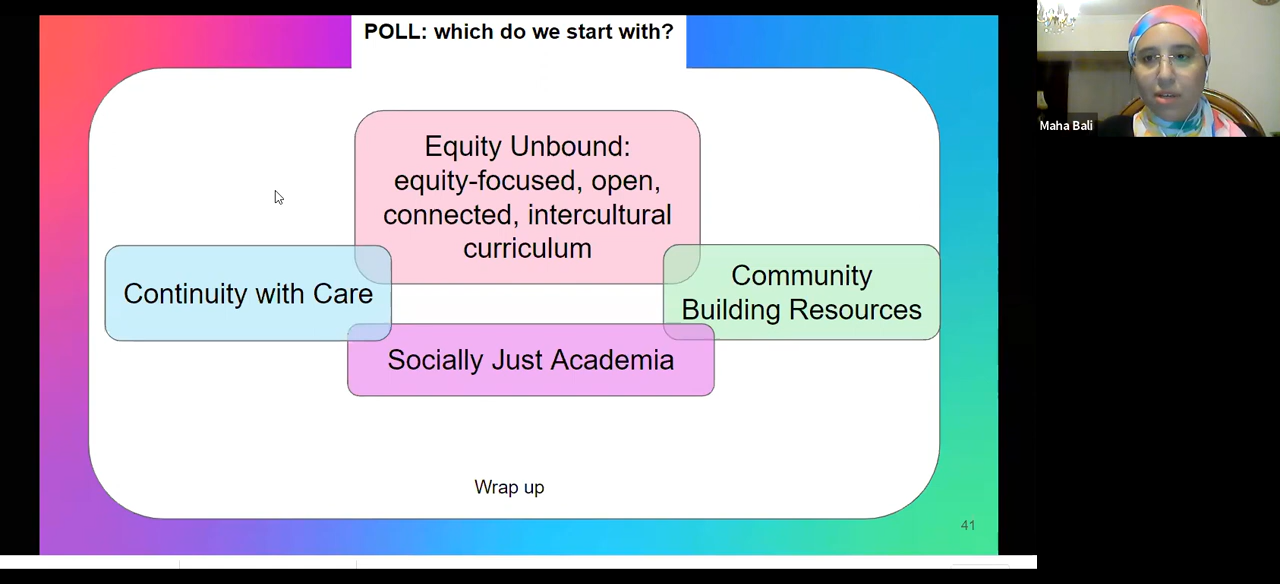 POLL: which do we start with?
Equity Unbound:
equity-focused, open,
connected, intercultural
curriculum
Continuity with Care
Community
Building Resources
Socially Just Academia
Wrap up
41
Maha Bali